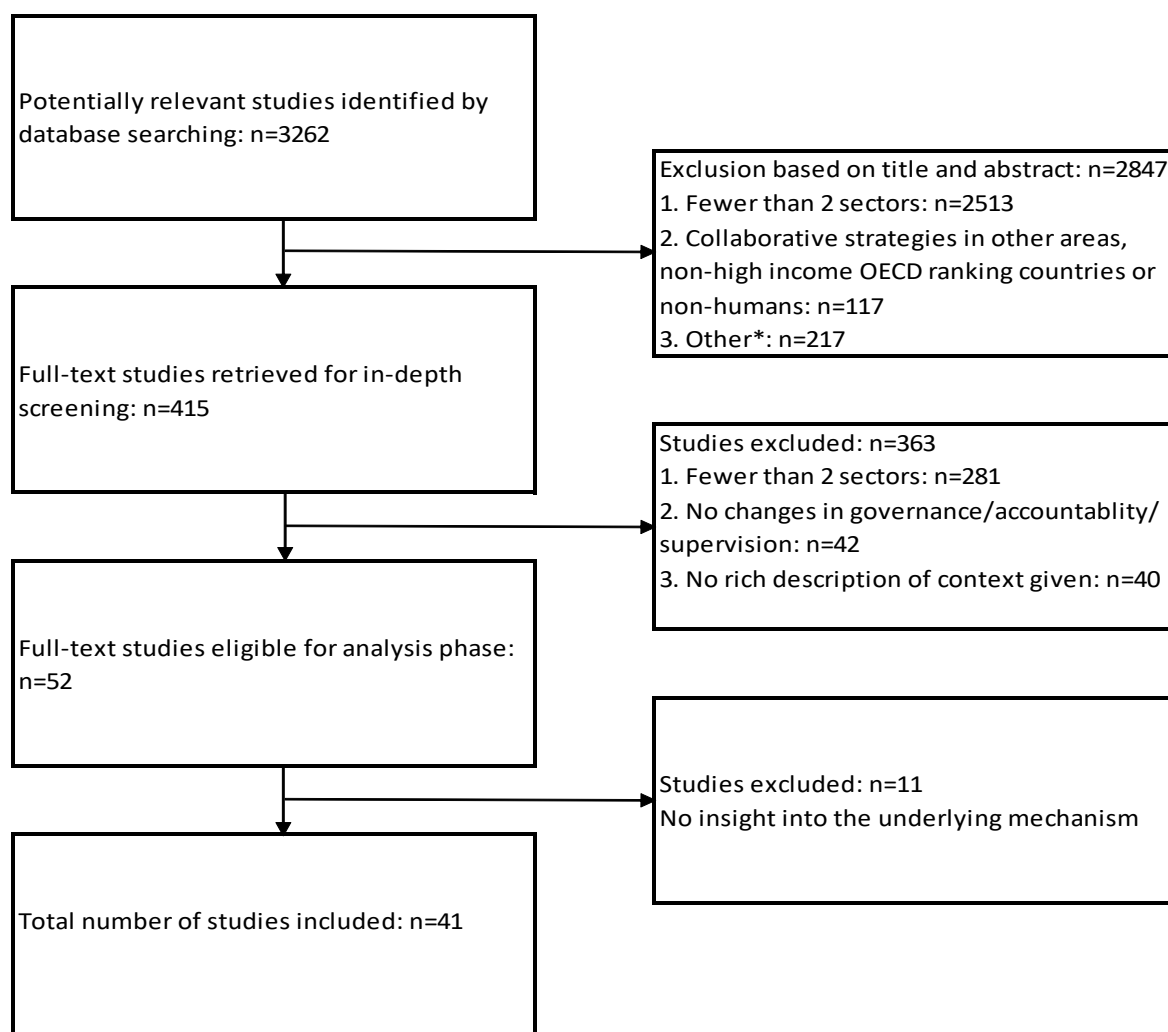 Potentially relevant studies identified by
database searching: n=3262
Exclusion based on title and abstract: n=2847
1. Fewer than 2 sectors: n=2513
2. Collaborative strategies in other areas,
non-high income OECD ranking countries or
non-humans: n=117
3. Other*: n=217
Full-text studies retrieved for in-depth
screening: n=415
Studies excluded: n=363
1. Fewer than 2 sectors: n=281
2. No changes in governance/accountablity/
supervision: n=42
3. No rich description of context given: n=40
Full-text studies eligible for analysis phase:
n=52
Studies excluded: n=11
No insight into the underlying mechanism
Total number of studies included: n=41